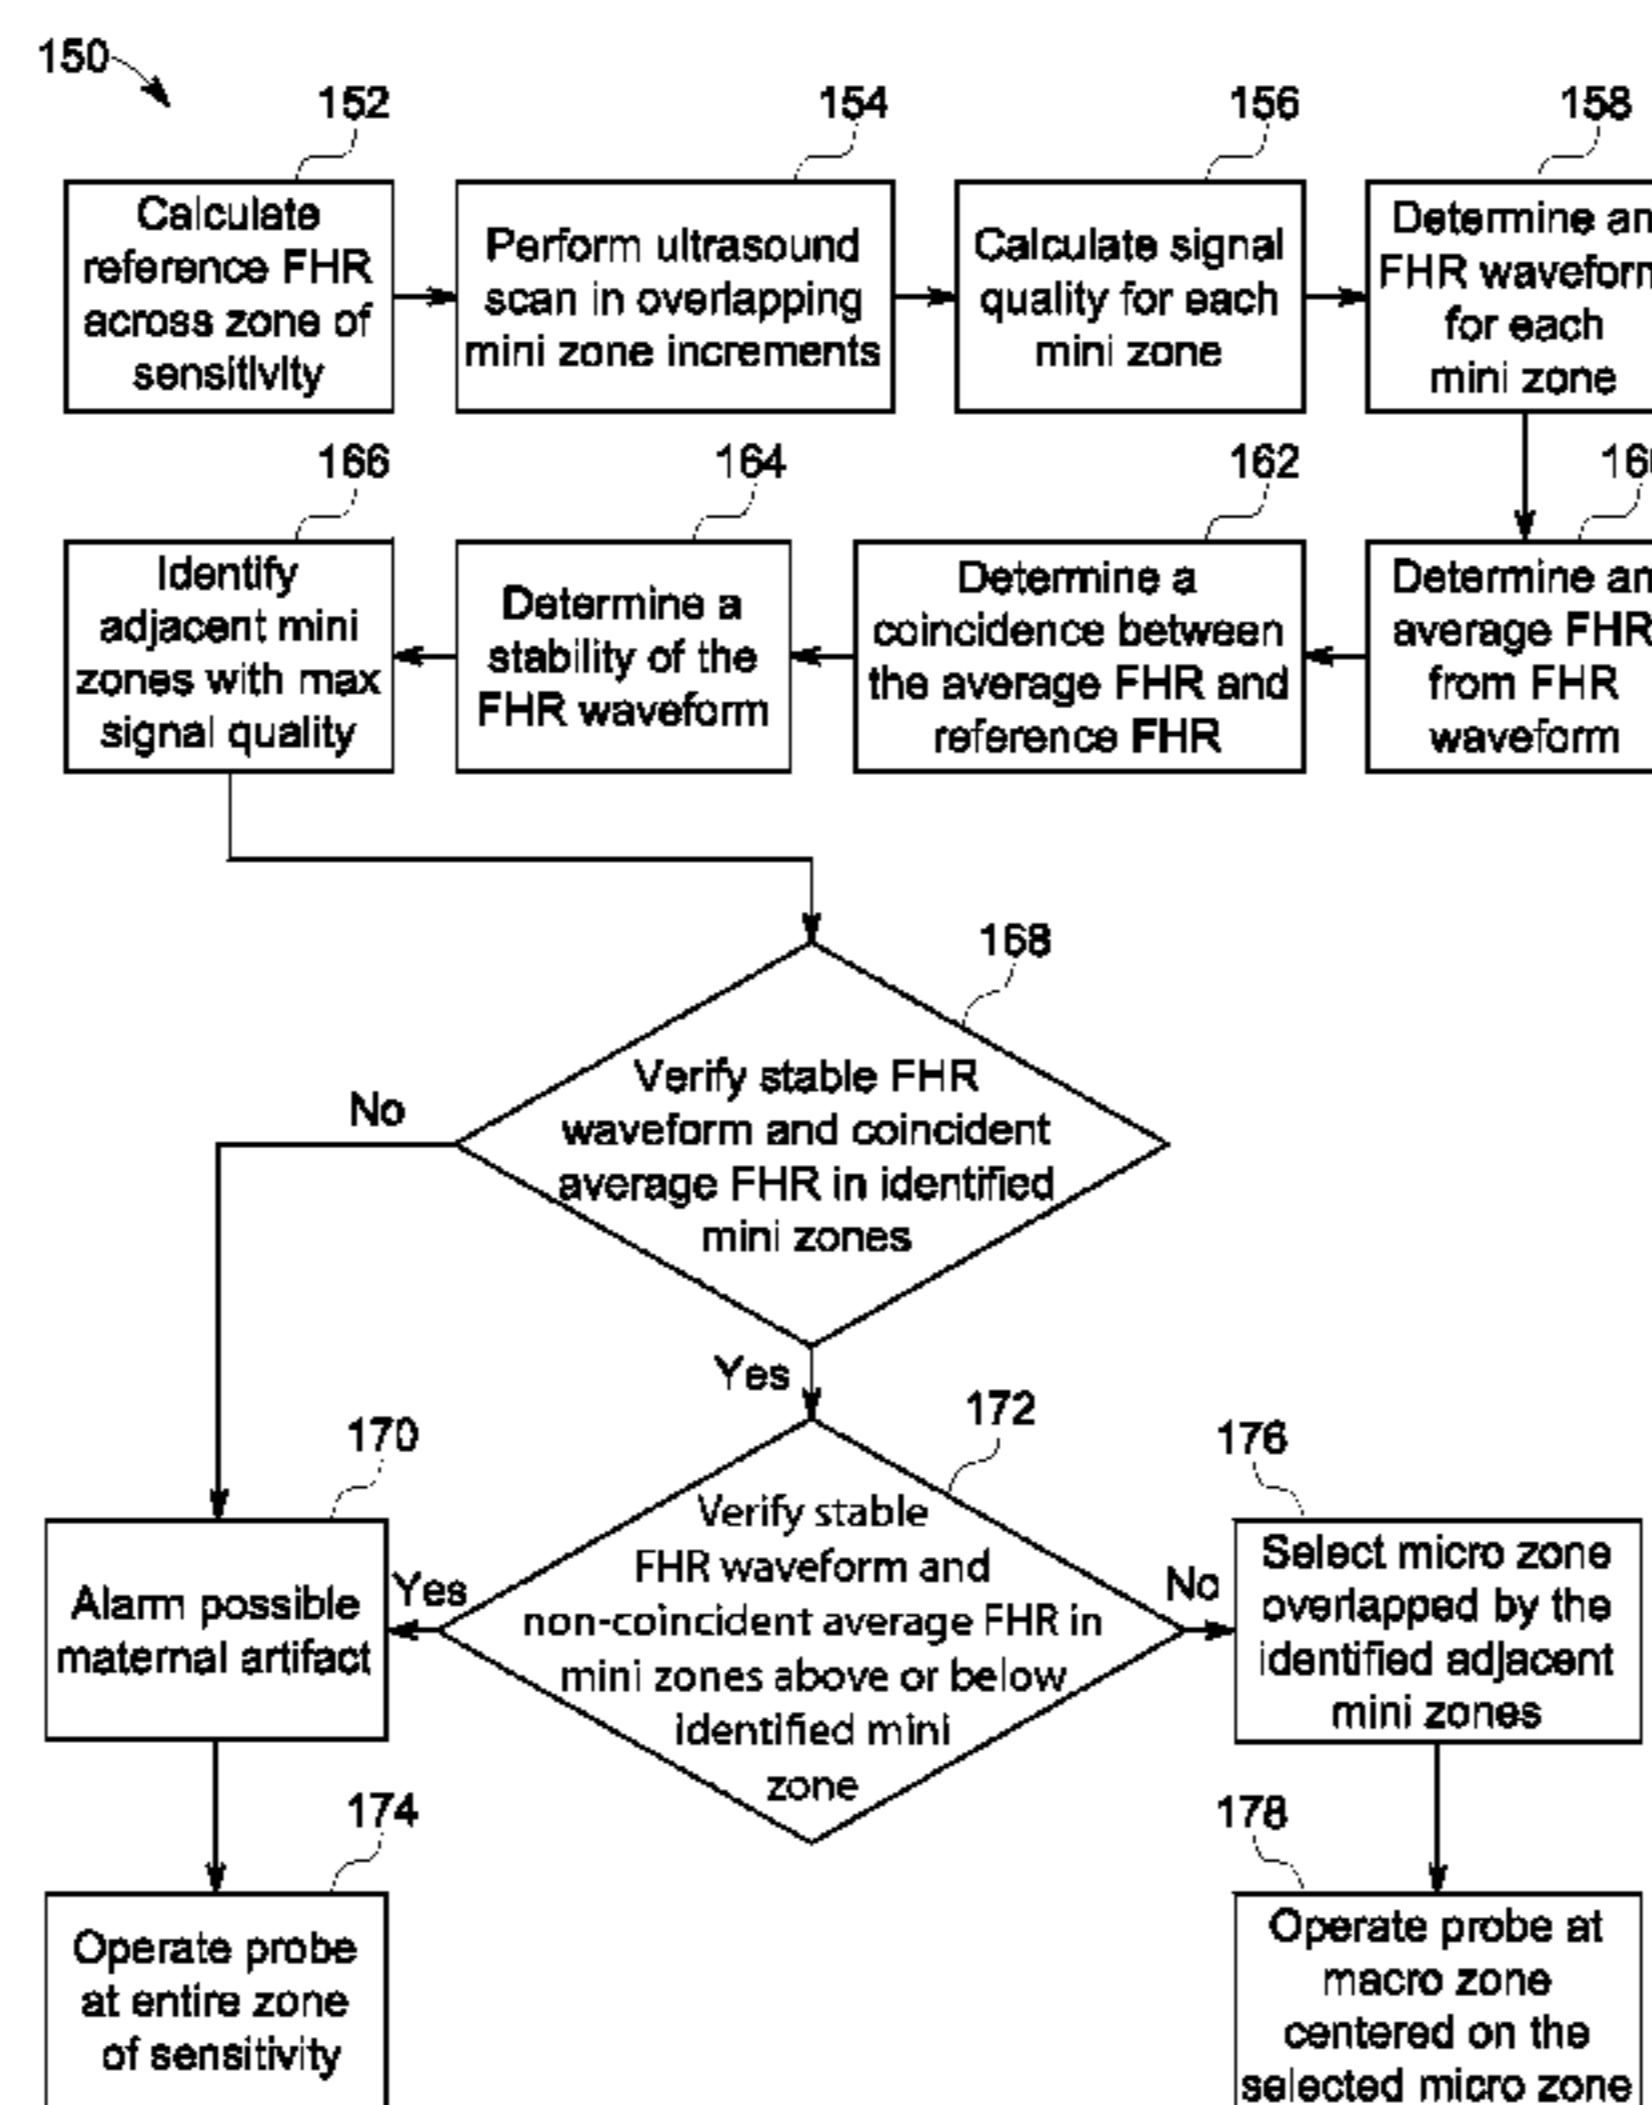 150
152
154
156
158
Calculate
reference FHR
across zone of
sensitivity
Perform ultrasound
scan in overlapping
mini zone increments
Calculate signal
quality for each
mini zone
Determine an
FHR waveform
for each
mini zone
166
164
162
160
Identify
adjacent mini
zones with max
signal quality
Determine a
stability of the
FHR waveform
Determine a
coincidence between
the average FHR and
reference FHR
Determine an
average FHR
from FHR
waveform
168
Verify stable FHR
waveform and coincident
average FHR in identified
mini zones
No
Yes
170
172
176
Alarm possible
maternal artifact
Yes
Verify stable
FHR waveform and
non-coincident average FHR in
mini zones above or below
identified mini
zone
No
Select micro zone
overlapped by the
identified adjacent
mini zones
174
178
Operate probe
at entire zone
of sensitivity
Operate probe at
macro zone
centered on the
selected micro zone